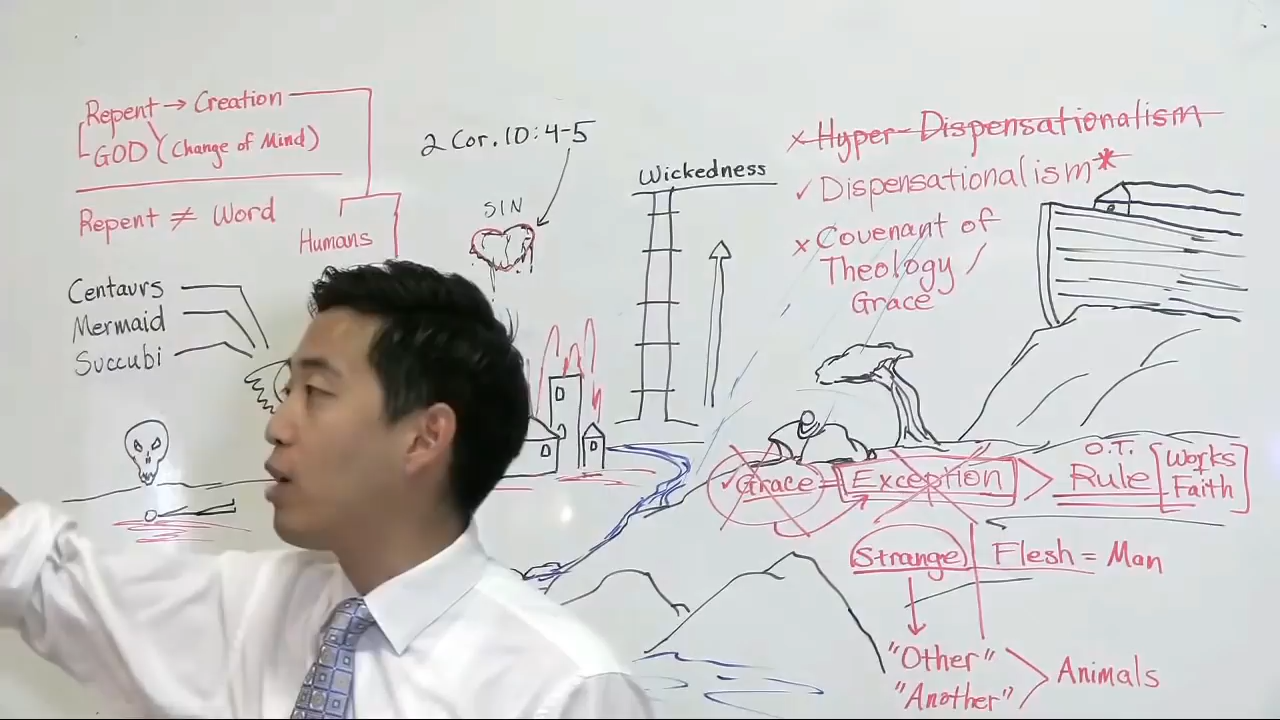 Repent → Creation
GOD (Change of Mind)
Repent ≠ Word
Humans
Centaurs
Mermaid
Succubi
2 Cor. 10:4-5
SIN
Wickedness
× Hyper-Dispensationalism
✓ Dispensationalism*
× Covenant of
Theology /
Grace
✓ Grace = Exception > O.T. Rule [Works + Faith]
Strange Flesh = Man
"Other"
"Another"
Animals